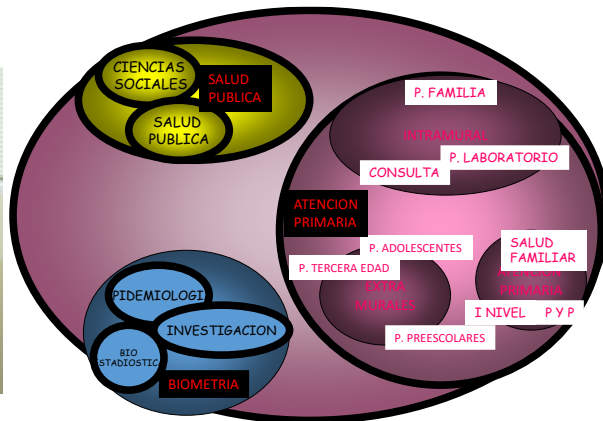 CIENCIAS
SOCIALES
SALUD
PUBLICA
SALUD
PUBLICA
P. FAMILIA
INTRAMURAL
P. LABORATORIO
CONSULTA
ATENCION
PRIMARIA
P. ADOLESCENTES
P. TERCERA EDAD
EXTRA
MURALES
P. PREESCOLARES
SALUD
FAMILIAR
ATENCION
PRIMARIA
I NIVEL P Y P
PIDEMIOLOGI
INVESTIGACION
BIO
STADIOSTIC
BIOMETRIA